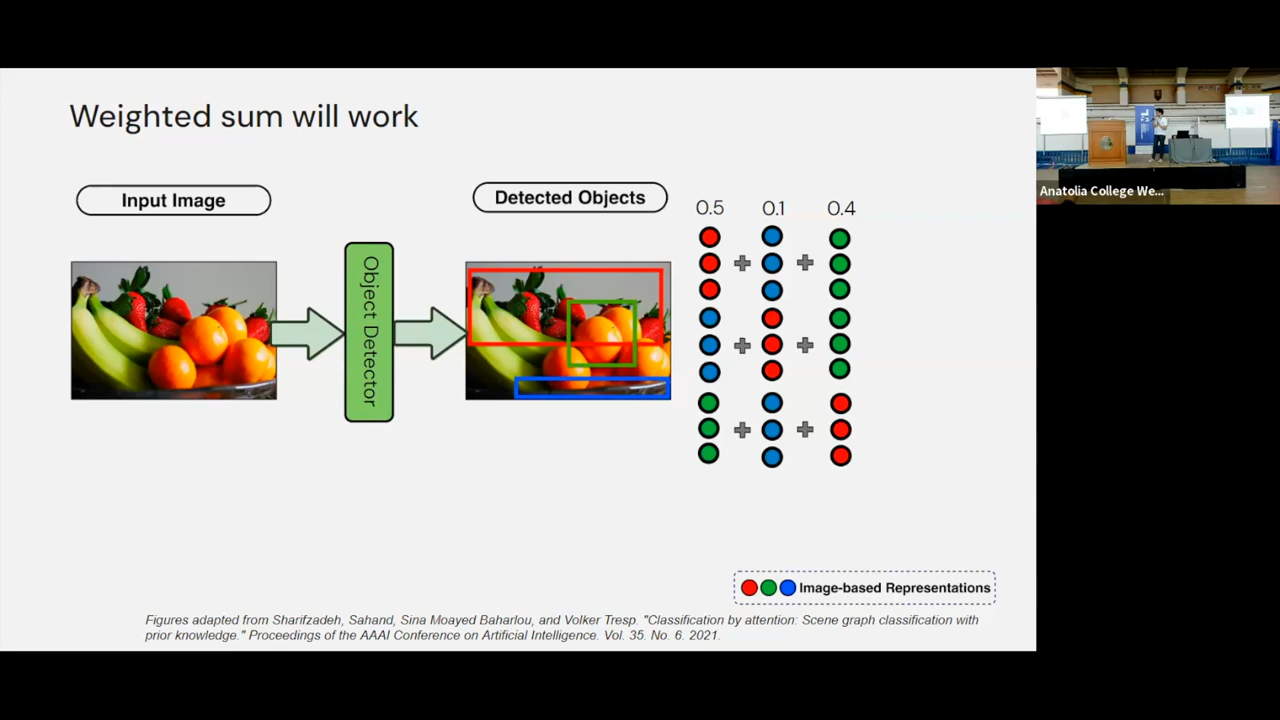 Weighted sum will work
Input Image
Detected Objects
0.5 0.1 0.4
Object Detector
Image-based Representations
Figures adapted from Sharifzadeh, Sahand, Sina Moayed Baharlou, and Volker Tresp. "Classification by attention: Scene graph classification with
prior knowledge." Proceedings of the AAAI Conference on Artificial Intelligence. Vol. 35. No. 6. 2021.
Anatolia College We...